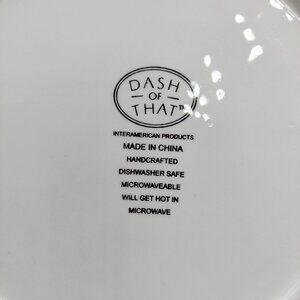 DASH
OF
THAT™
INTERAMERICAN PRODUCTS
MADE IN CHINA
HANDCRAFTED
DISHWASHER SAFE
MICROWAVEABLE
WILL GET HOT IN
MICROWAVE